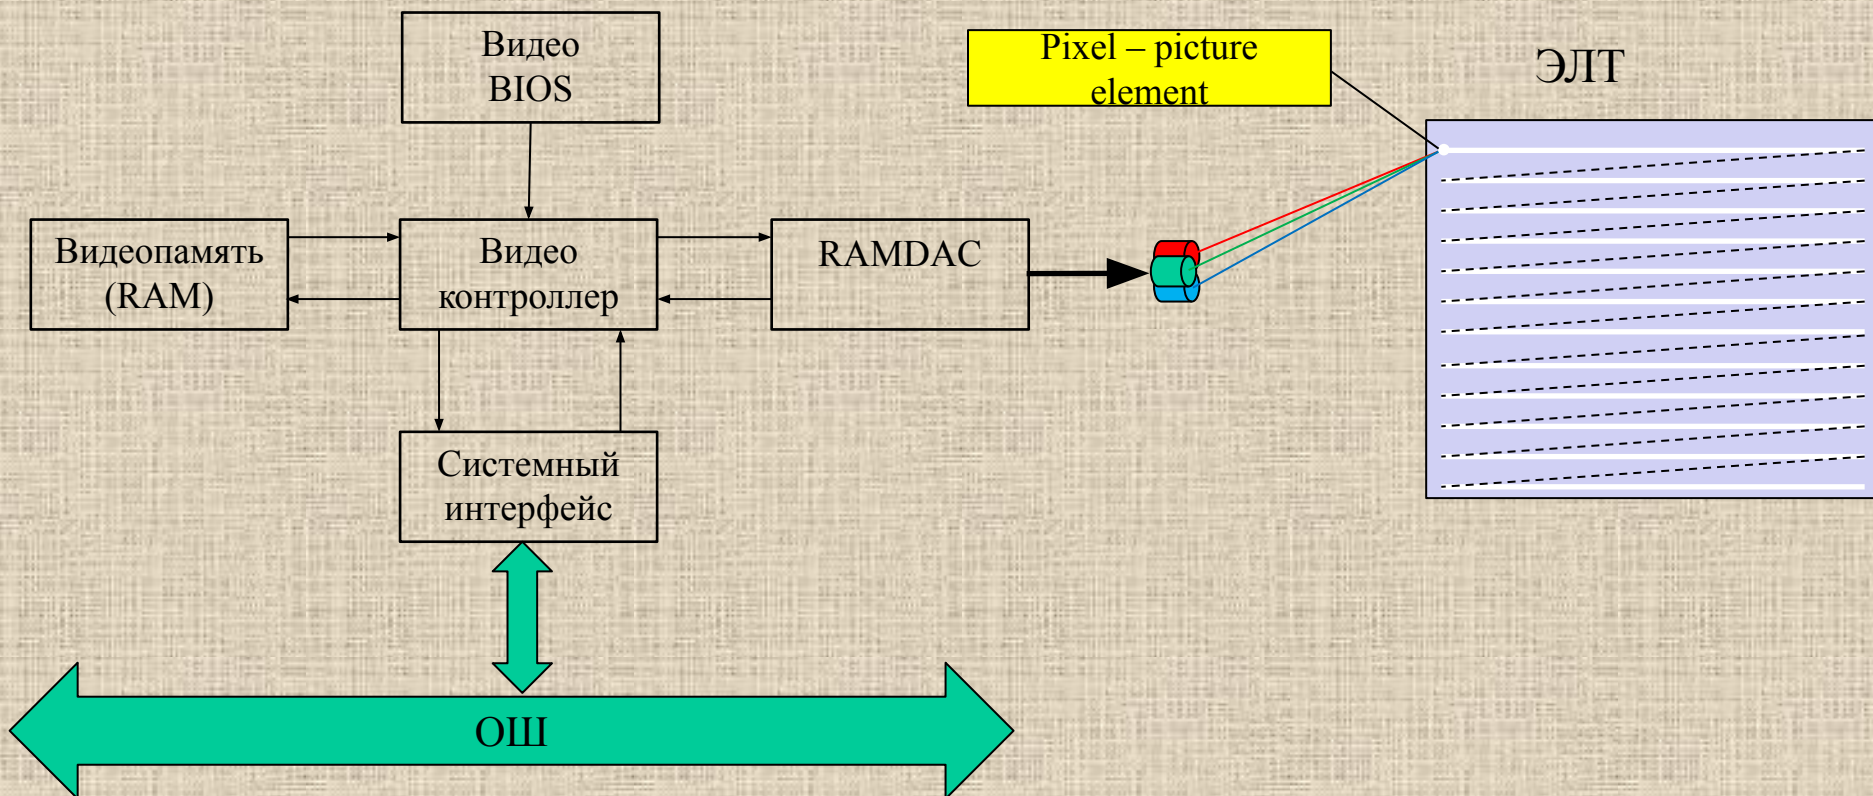 Видео
BIOS
Pixel – picture
element
ЭЛТ
Видеопамять
(RAM)
Видео
контроллер
RAMDAC
Системный
интерфейс
ОШ